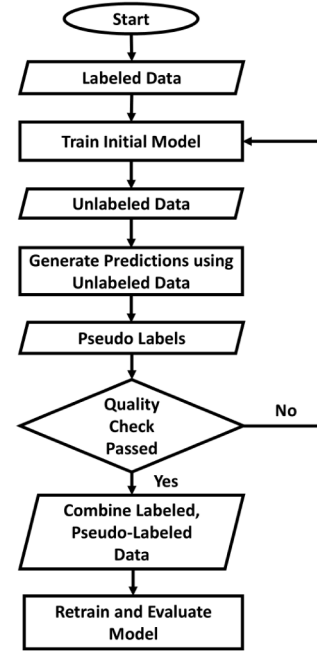 Start
Labeled Data
Train Initial Model
Unlabeled Data
Generate Predictions using
Unlabeled Data
Pseudo Labels
Quality
Check
Passed
No
Yes
Combine Labeled,
Pseudo-Labeled
Data
Retrain and Evaluate
Model